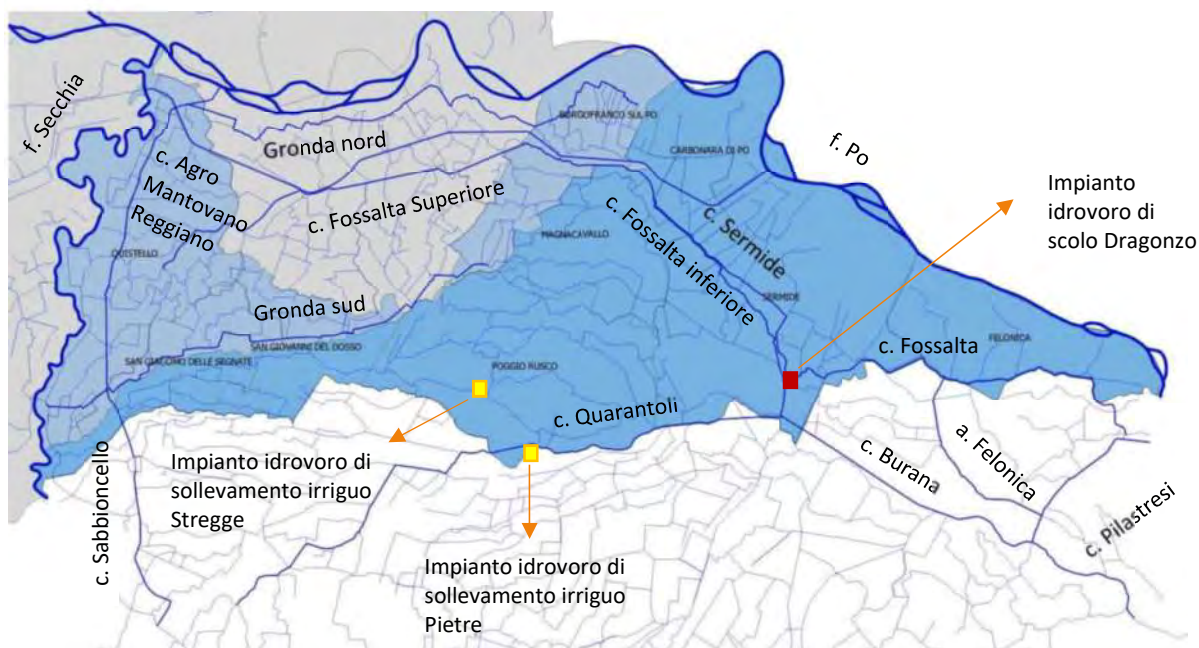 f. Secchia
BORGOFRANCO SUL PO
Gronda nord
CARBONARA DI PO
f. Po
c. Agro
Mantovano
Reggiano
Impianto
idrovoro di
scolo Dragonzo
c. Fossalta Superiore
c. Fossalta inferiore
c. Sermide
MAGNACAVALLO
QUISTELLO
SERMIDE
Gronda sud
c. Fossalta
FELONICA
SAN GIOVANNI DEL DOSSO
SAN GIACOMO DELLE SEGNATE
POGGIO RUSCO
c. Quarantoli
a. Felonica
c. Burana
c. Pilastresi
c. Sabbioncello
Impianto idrovoro di
sollevamento irriguo
Stregge
Impianto idrovoro di
sollevamento irriguo
Pietre